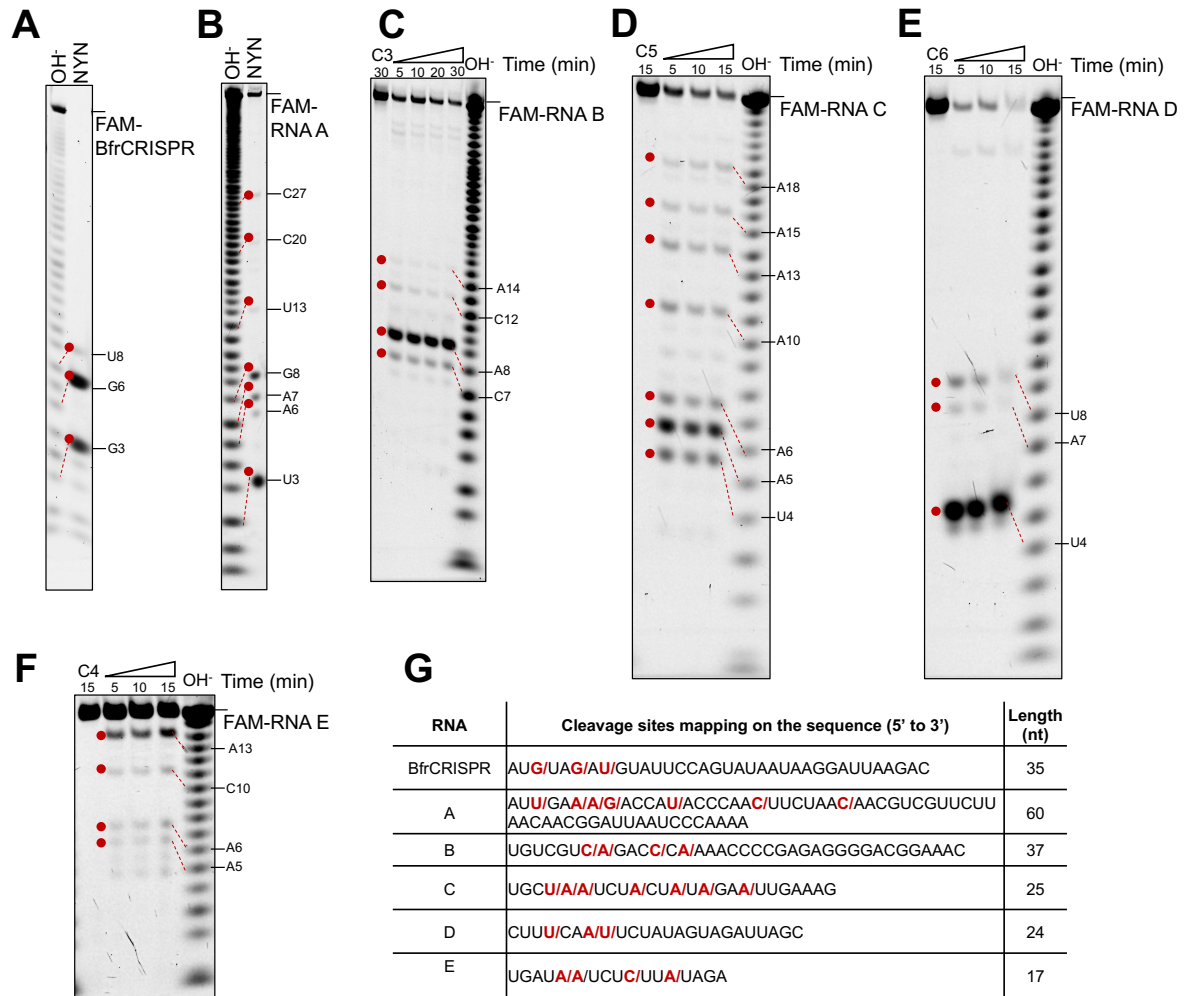 A
OH-
NYN
FAM-
BfrCRISPR
U8
G6
G3
B
OH-
NYN
FAM-
RNA A
C27
C20
U13
G8
A7
A6
U3
C
C3
30 5 10 20 30
OH- Time (min)
FAM-RNA B
A14
C12
A8
C7
D
C5
15 5 10 15
OH- Time (min)
FAM-RNA C
A18
A15
A13
A10
A6
A5
U4
E
C6
15 5 10 15
OH- Time (min)
FAM-RNA D
U8
A7
U4
F
C4
15 5 10 15
OH- Time (min)
FAM-RNA E
A13
C10
A6
A5
G
RNA Cleavage sites mapping on the sequence (5’ to 3’) Length
(nt)
BfrCRISPR AUG/UAG/AU/GUAUUCCAGUAUAAUAAGGAUUAAGAC 35
A AUU/GAA/A/G/ACCAU/ACCCAAC/UUCUAAC/AACGUCGUUCUU 60
AACAACGGAUUAAUCCCAAAA
B UGUCGUC/A/GACC/CA/AAACCCCGAGAGGGGACGGAAAC 37
C UGCU/A/A/UCUA/CUA/UA/GAA/UUGAAAG 25
D CUUU/CAA/U/UCUAUAGUAGAUUAGC 24
E UGAUA/A/UCUC/UUA/UAGA 17